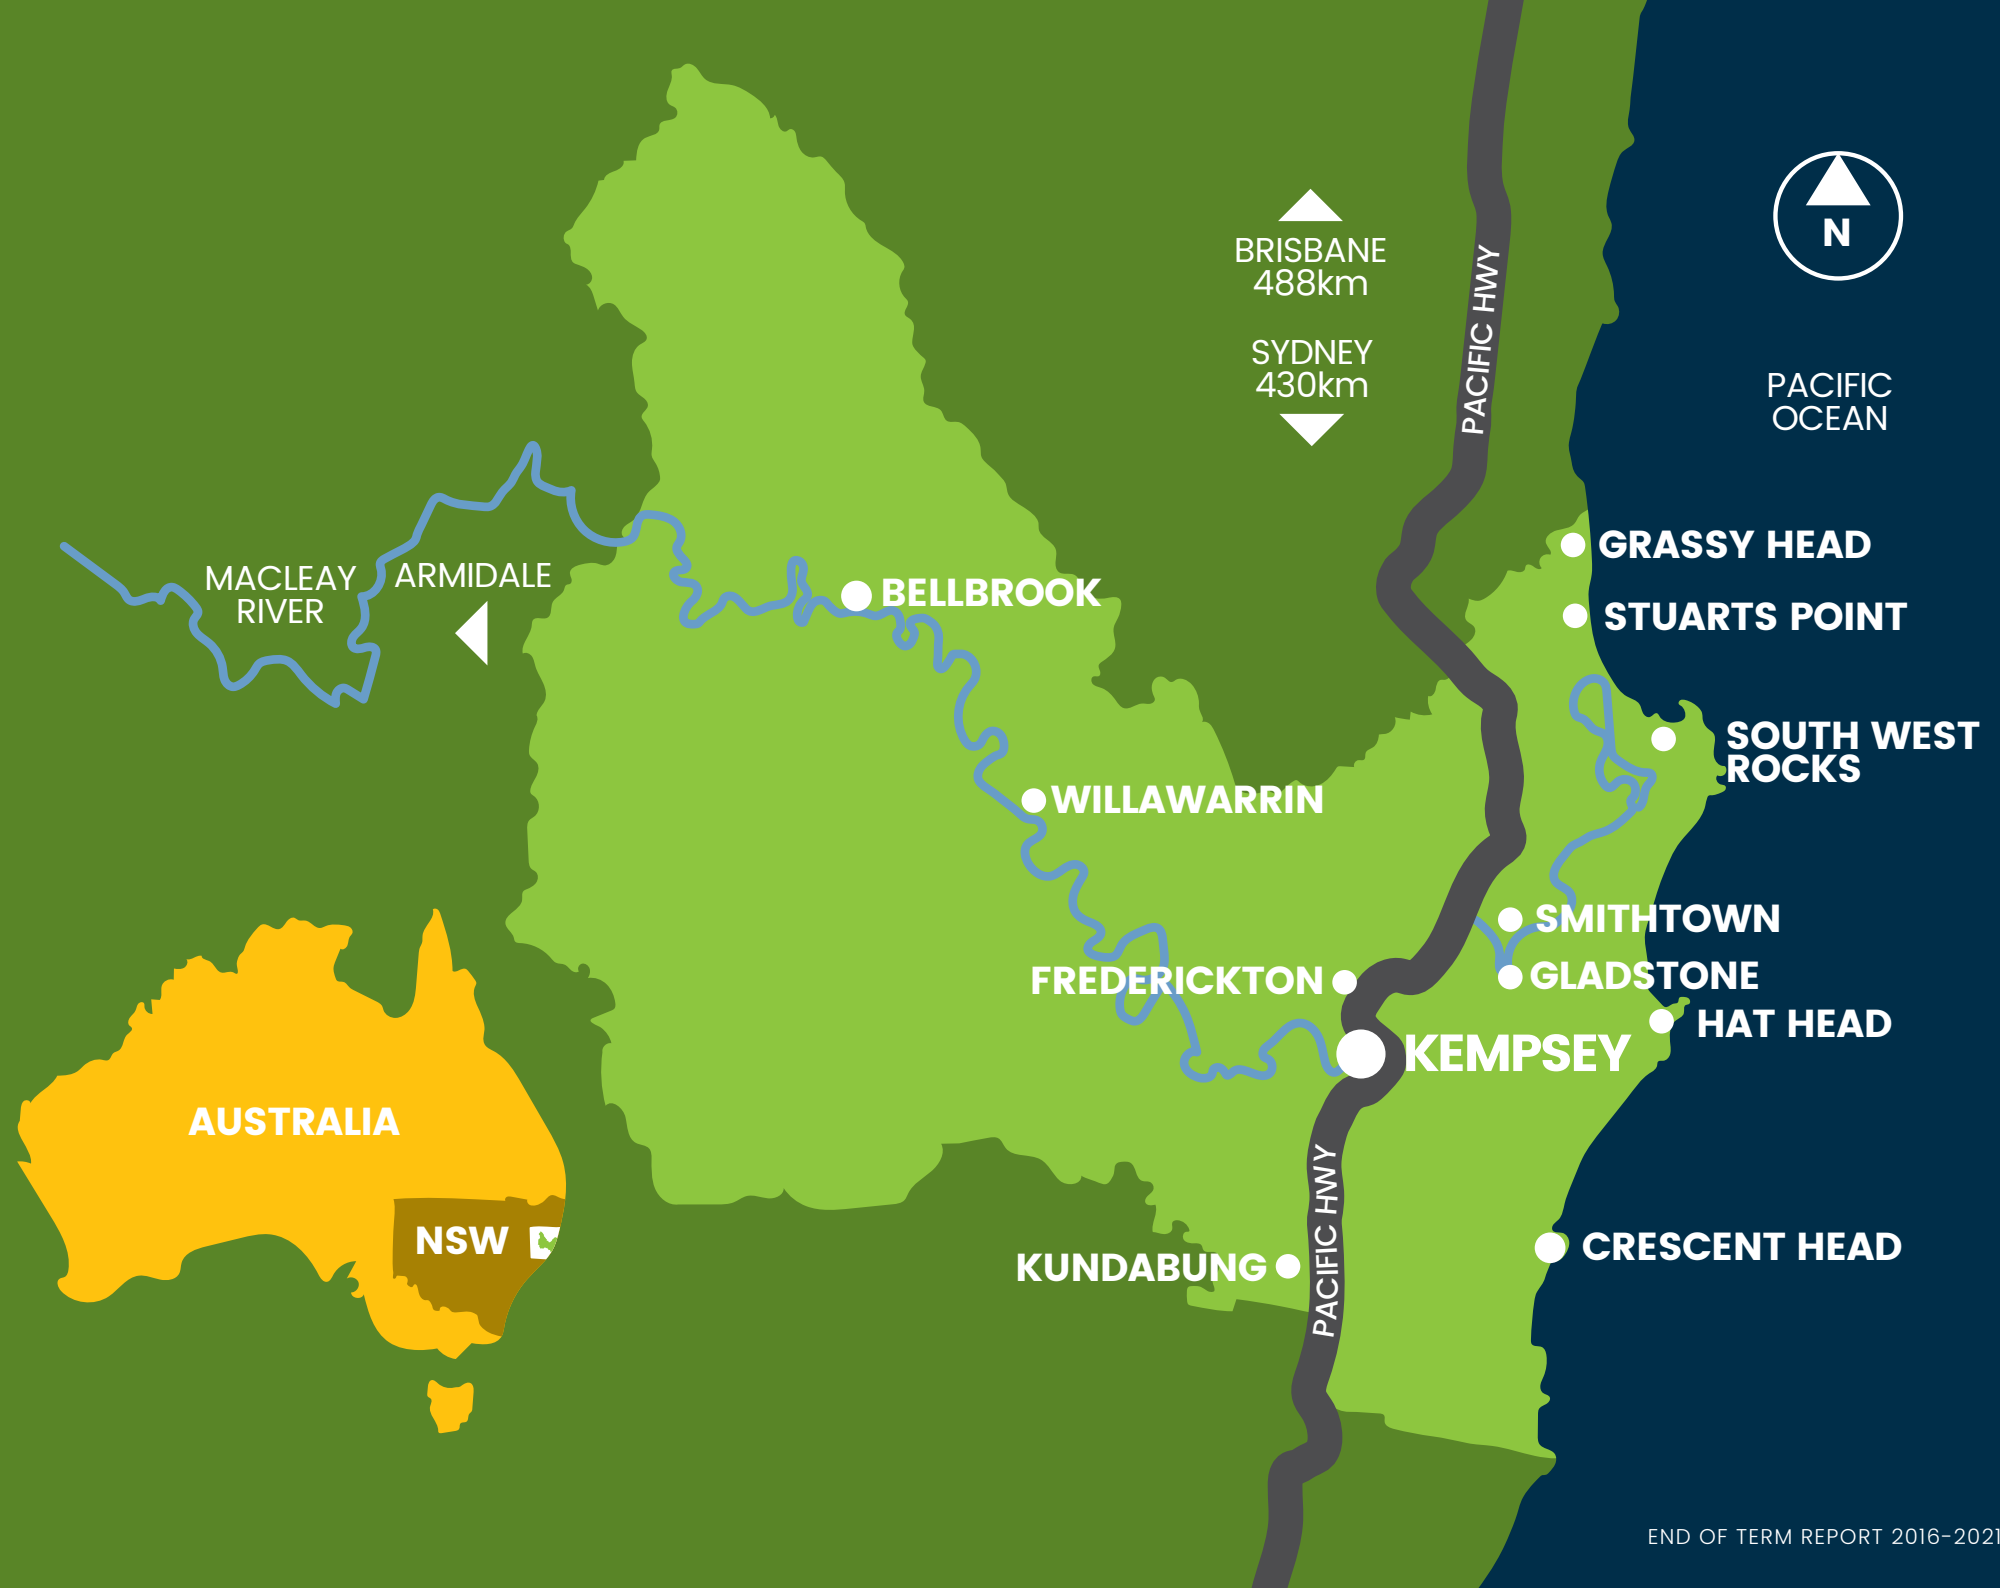 N
BRISBANE
488km
PACIFIC HWY
SYDNEY
430km
PACIFIC
OCEAN
GRASSY HEAD
MACLEAY
RIVER
ARMIDALE
BELLBROOK
STUARTS POINT
SOUTH WEST
ROCKS
WILLAWARRIN
SMITHTOWN
FREDERICKTON
GLADSTONE
HAT HEAD
KEMPSEY
AUSTRALIA
NSW
KUNDABUNG
PACIFIC HWY
CRESCENT HEAD
END OF TERM REPORT 2016-2021